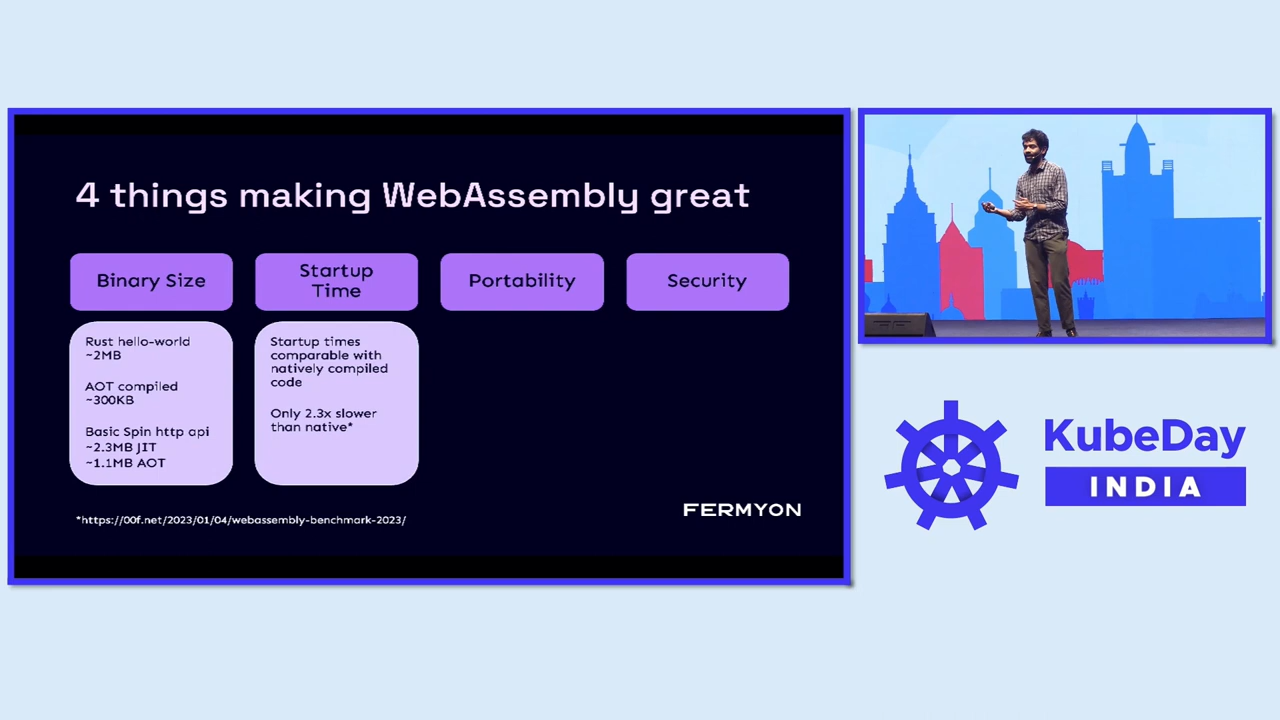 4 things making WebAssembly great
Binary Size
Startup
Time
Portability
Security
Rust hello-world
~2MB
AOT compiled
~300KB
Basic Spin http api
~2.3MB JIT
~1.1MB AOT
Startup times
comparable with
natively compiled
code
Only 2.3x slower
than native*
*https://00f.net/2023/01/04/webassembly-benchmark-2023/
FERMYON
KubeDay
INDIA